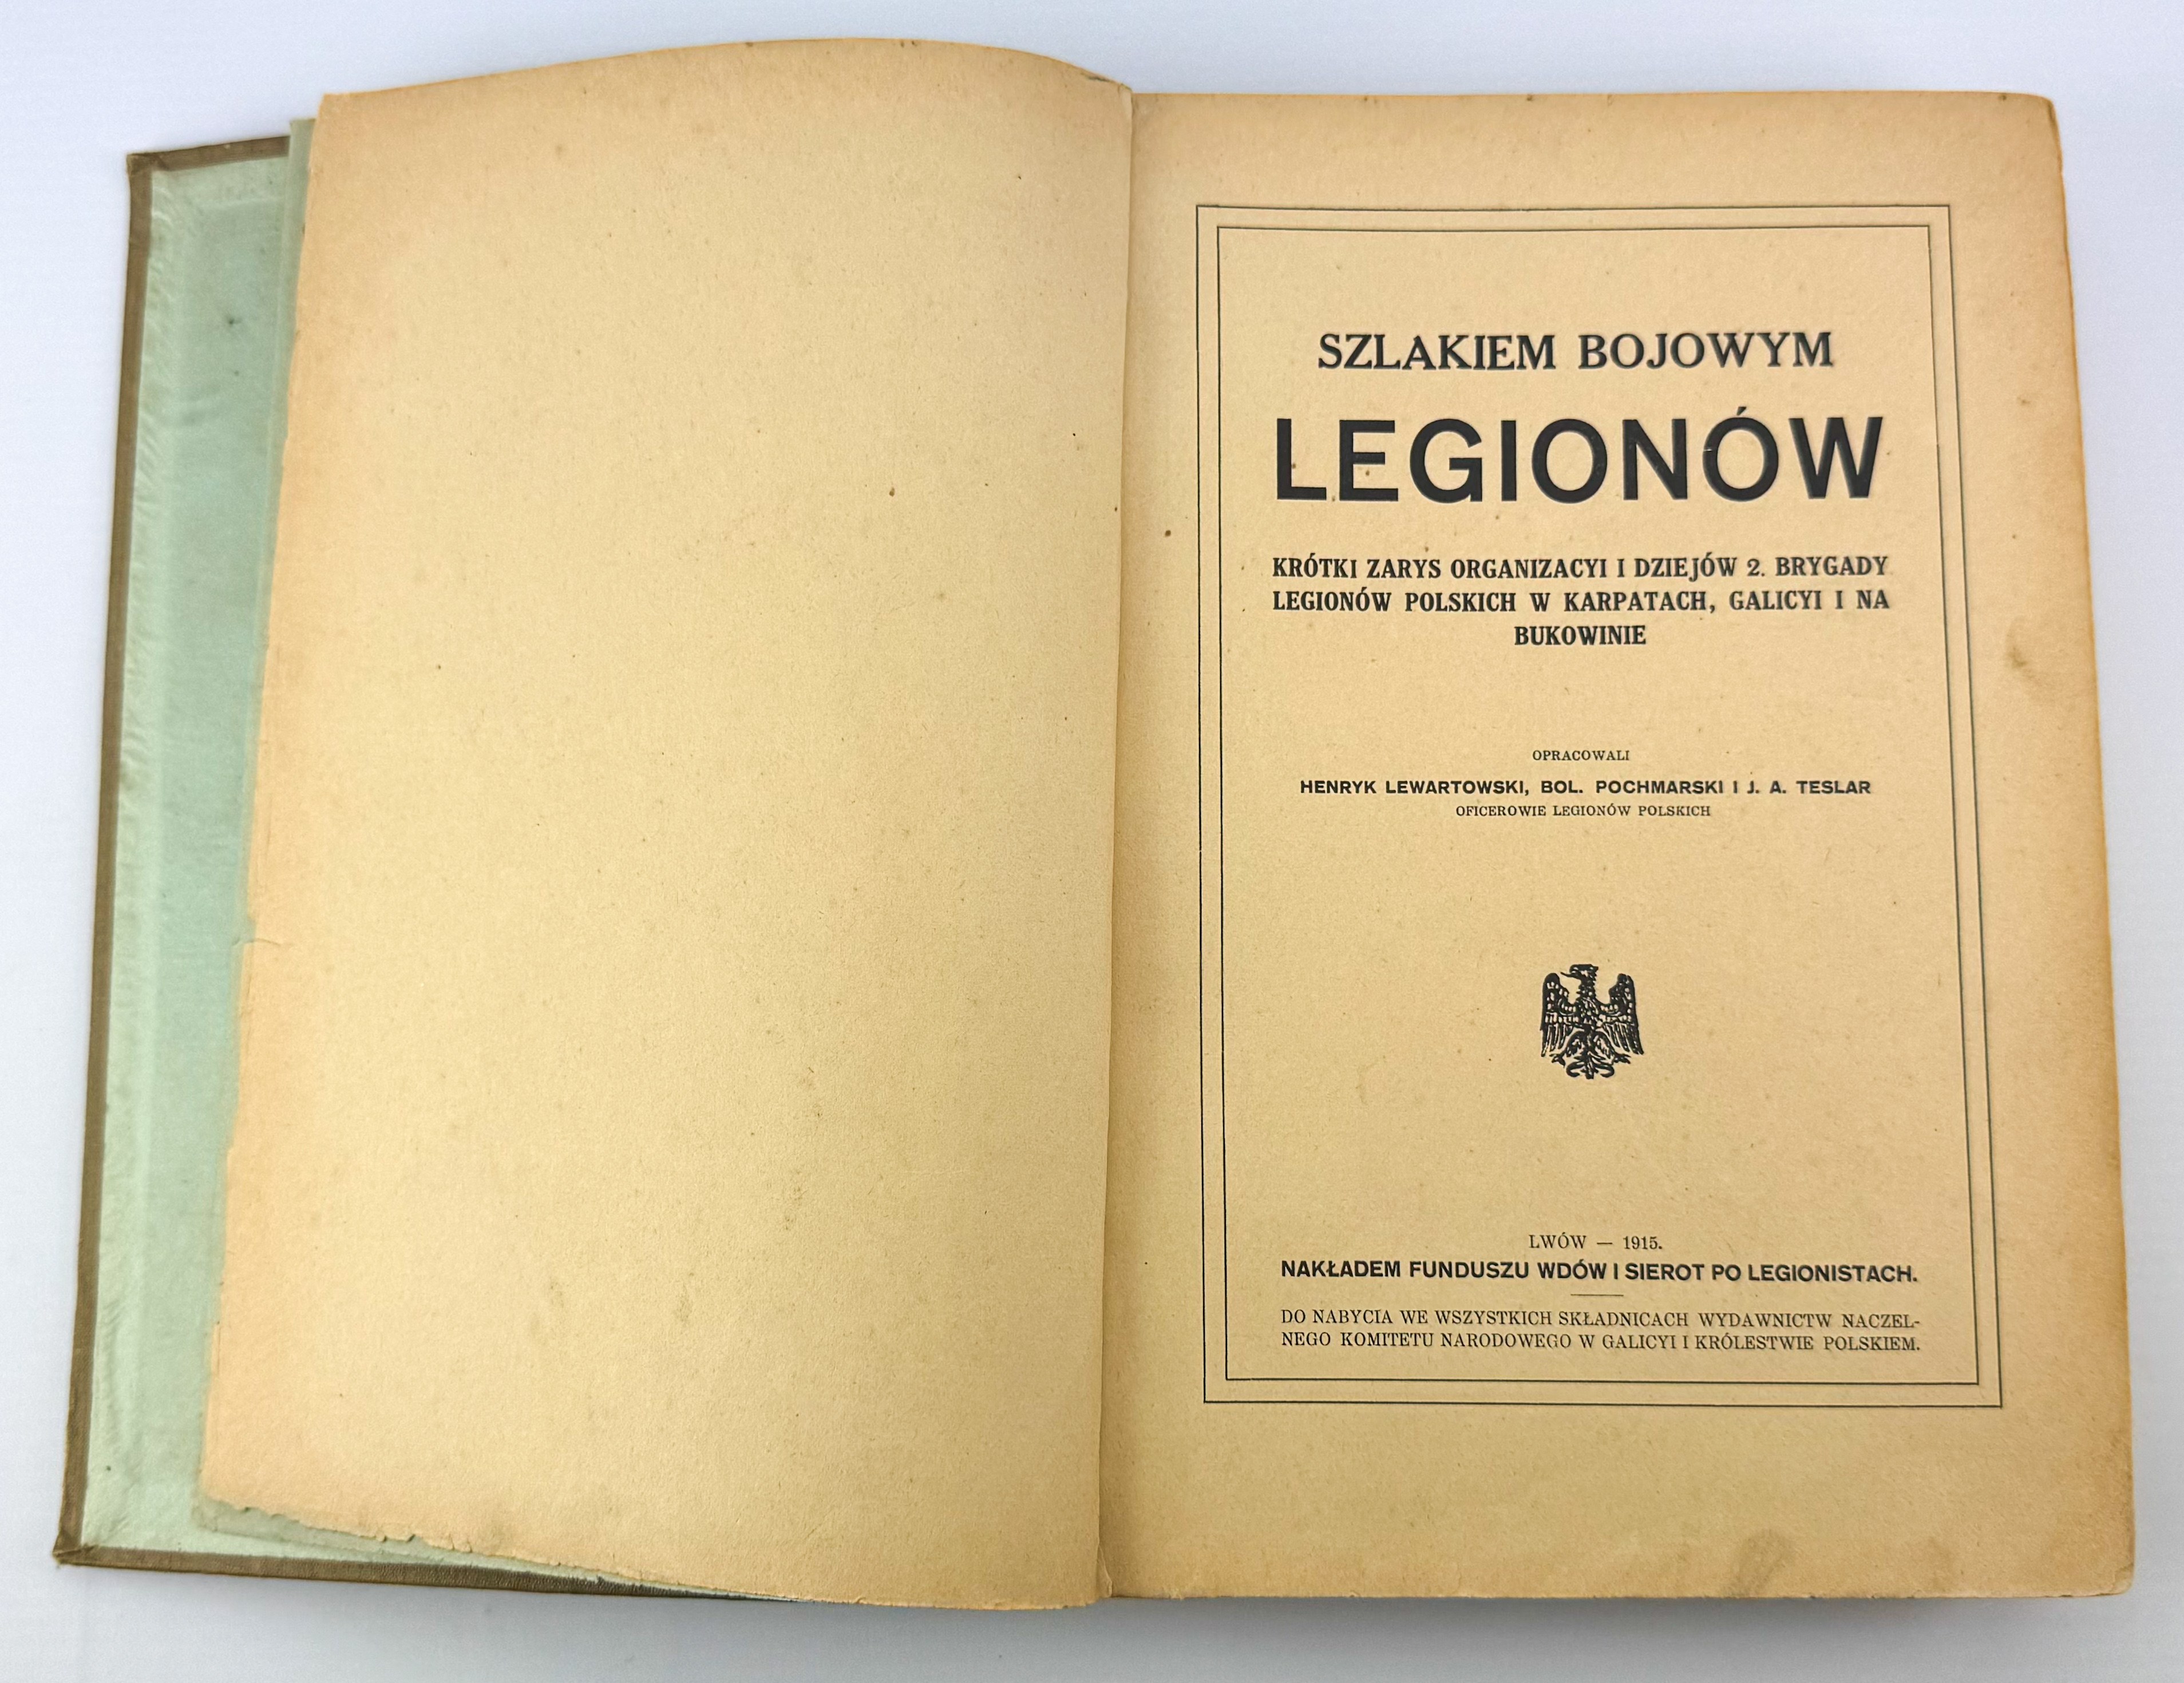 SZLAKIEM BOJOWYM
LEGIONÓW
KRÓTKI ZARYS ORGANIZACYI I DZIEJÓW 2. BRYGADY
LEGIONÓW POLSKICH W KARPATACH, GALICYI I NA
BUKOWINIE
OPRACOWALI
HENRYK LEWARTOWSKI, BOL. POCHMARSKI I J. A. TESLAR
OFICEROWIE LEGIONÓW POLSKICH
LWÓW — 1915.
NAKŁADEM FUNDUSZU WDÓW I SIEROT PO LEGIONISTACH.
DO NABYCIA WE WSZYSTKICH SKŁADNICACH WYDAWNICTW NACZEL-
NEGO KOMITETU NARODOWEGO W GALICYI I KRÓLESTWIE POLSKIEM.